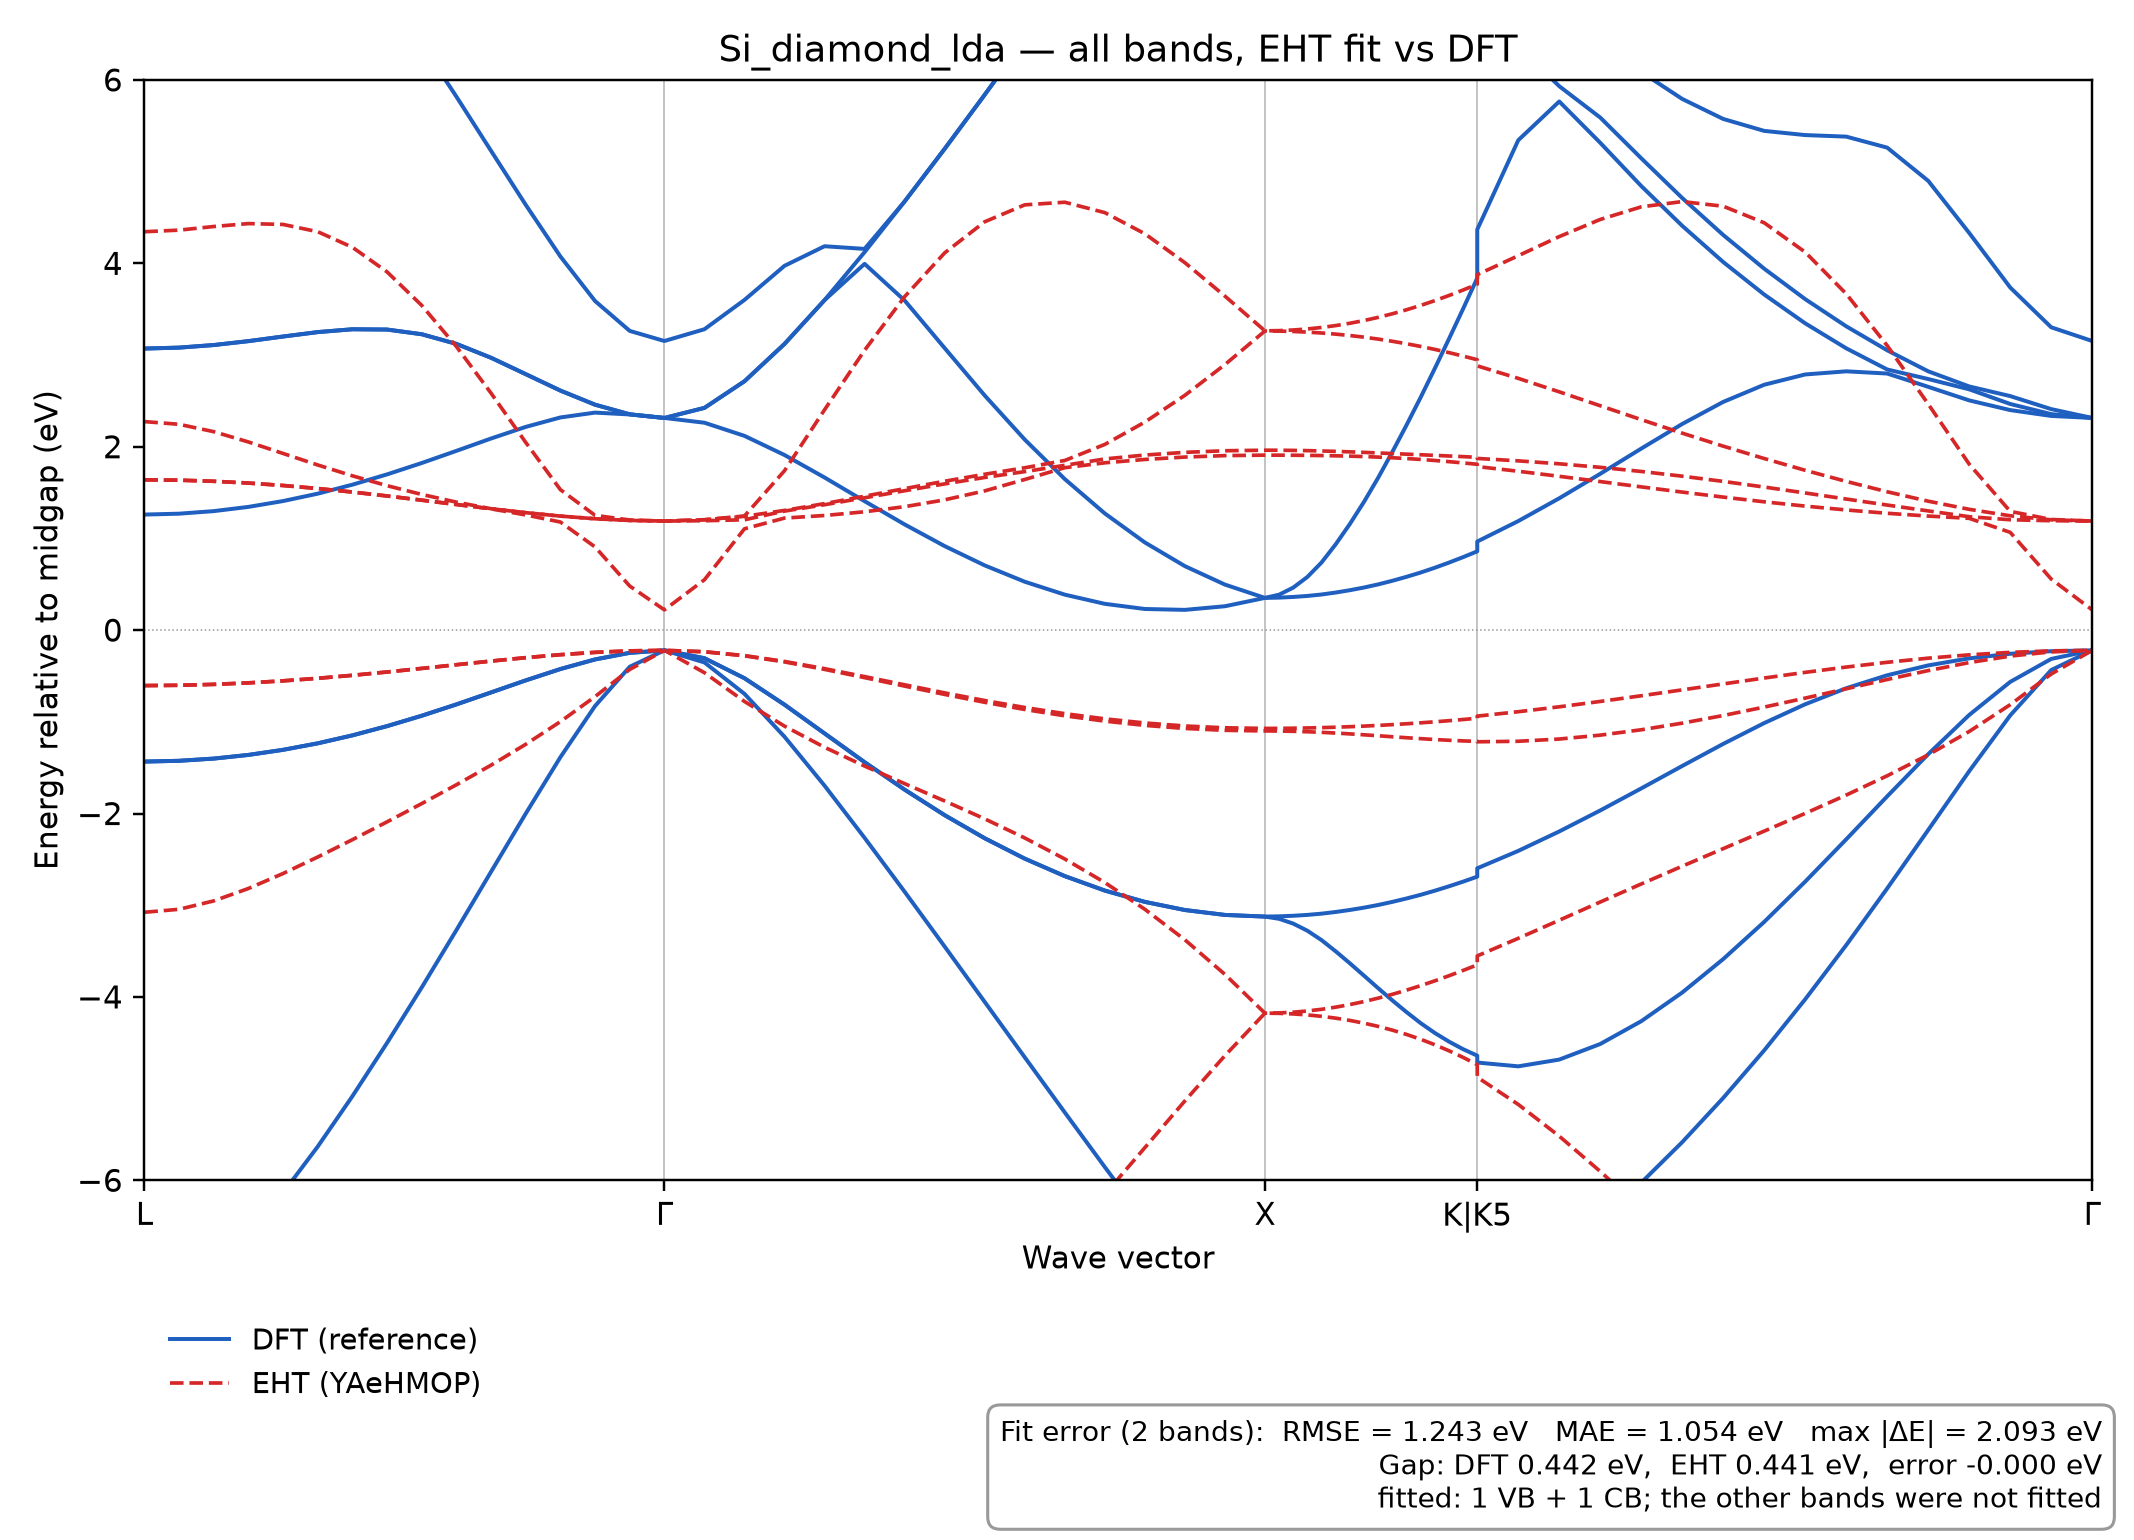 Si_diamond_lda — all bands, EHT fit vs DFT
Energy relative to midgap (eV)
6
4
2
0
−2
−4
−6
L
Γ
X
K|K5
Γ
Wave vector
DFT (reference)
EHT (YAeHMOP)
Fit error (2 bands):  RMSE = 1.243 eV   MAE = 1.054 eV   max |ΔE| = 2.093 eV
Gap: DFT 0.442 eV,  EHT 0.441 eV,  error -0.000 eV
fitted: 1 VB + 1 CB; the other bands were not fitted